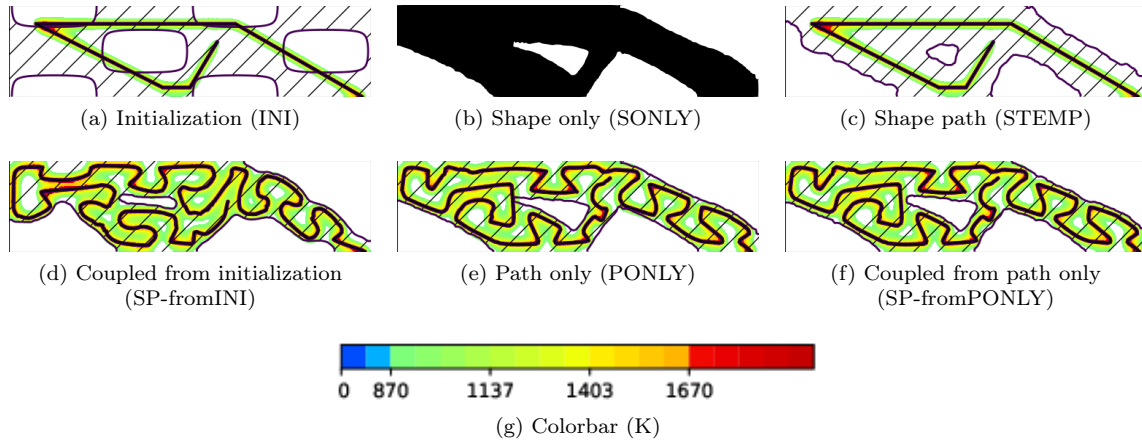 (a) Initialization (INI)
(b) Shape only (SONLY)
(c) Shape path (STEMP)
(d) Coupled from initialization
(SP-fromINI)
(e) Path only (PONLY)
(f) Coupled from path only
(SP-fromPONLY)
0 870 1137 1403 1670
(g) Colorbar (K)